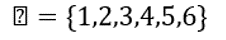 ⍰ = {1,2,3,4,5,6}